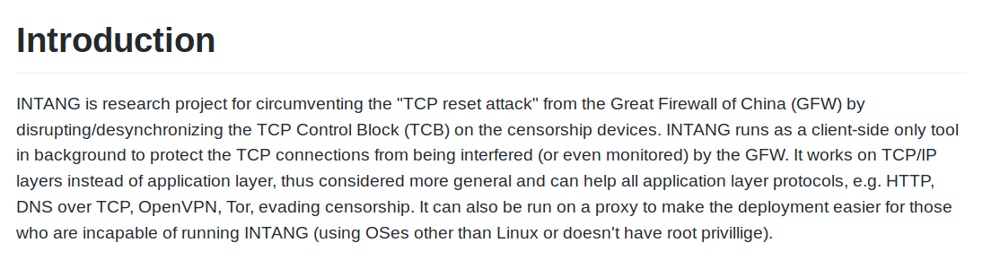 Introduction
INTANG is research project for circumventing the "TCP reset attack" from the Great Firewall of China (GFW) by
disrupting/desynchronizing the TCP Control Block (TCB) on the censorship devices. INTANG runs as a client-side only tool
in background to protect the TCP connections from being interfered (or even monitored) by the GFW. It works on TCP/IP
layers instead of application layer, thus considered more general and can help all application layer protocols, e.g. HTTP,
DNS over TCP, OpenVPN, Tor, evading censorship. It can also be run on a proxy to make the deployment easier for those
who are incapable of running INTANG (using OSes other than Linux or doesn't have root privillige).